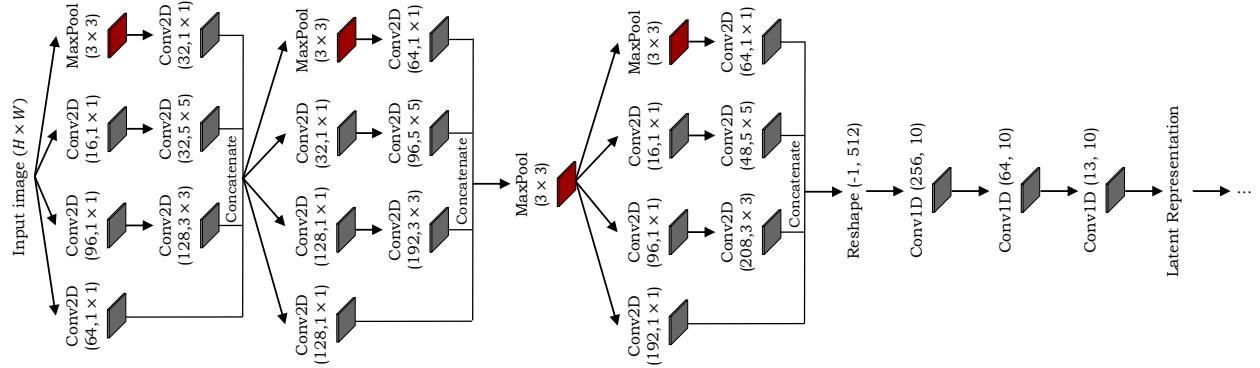 Input image (H × W)
MaxPool
(3 × 3)
Conv2D
(32,1 × 1)
Conv2D
(16,1 × 1)
Conv2D
(32,5 × 5)
Conv2D
(96,1 × 1)
Conv2D
(128,3 × 3)
Conv2D
(64,1 × 1)
Concatenate
MaxPool
(3 × 3)
Conv2D
(64,1 × 1)
Conv2D
(32,1 × 1)
Conv2D
(96,5 × 5)
Conv2D
(128,1 × 1)
Conv2D
(192,3 × 3)
Conv2D
(128,1 × 1)
Concatenate
MaxPool
(3 × 3)
MaxPool
(3 × 3)
Conv2D
(64,1 × 1)
Conv2D
(16,1 × 1)
Conv2D
(48,5 × 5)
Conv2D
(96,1 × 1)
Conv2D
(208,3 × 3)
Conv2D
(192,1 × 1)
Concatenate
Reshape (-1, 512)
Conv1D (256, 10)
Conv1D (64, 10)
Conv1D (13, 10)
Latent Representation
...